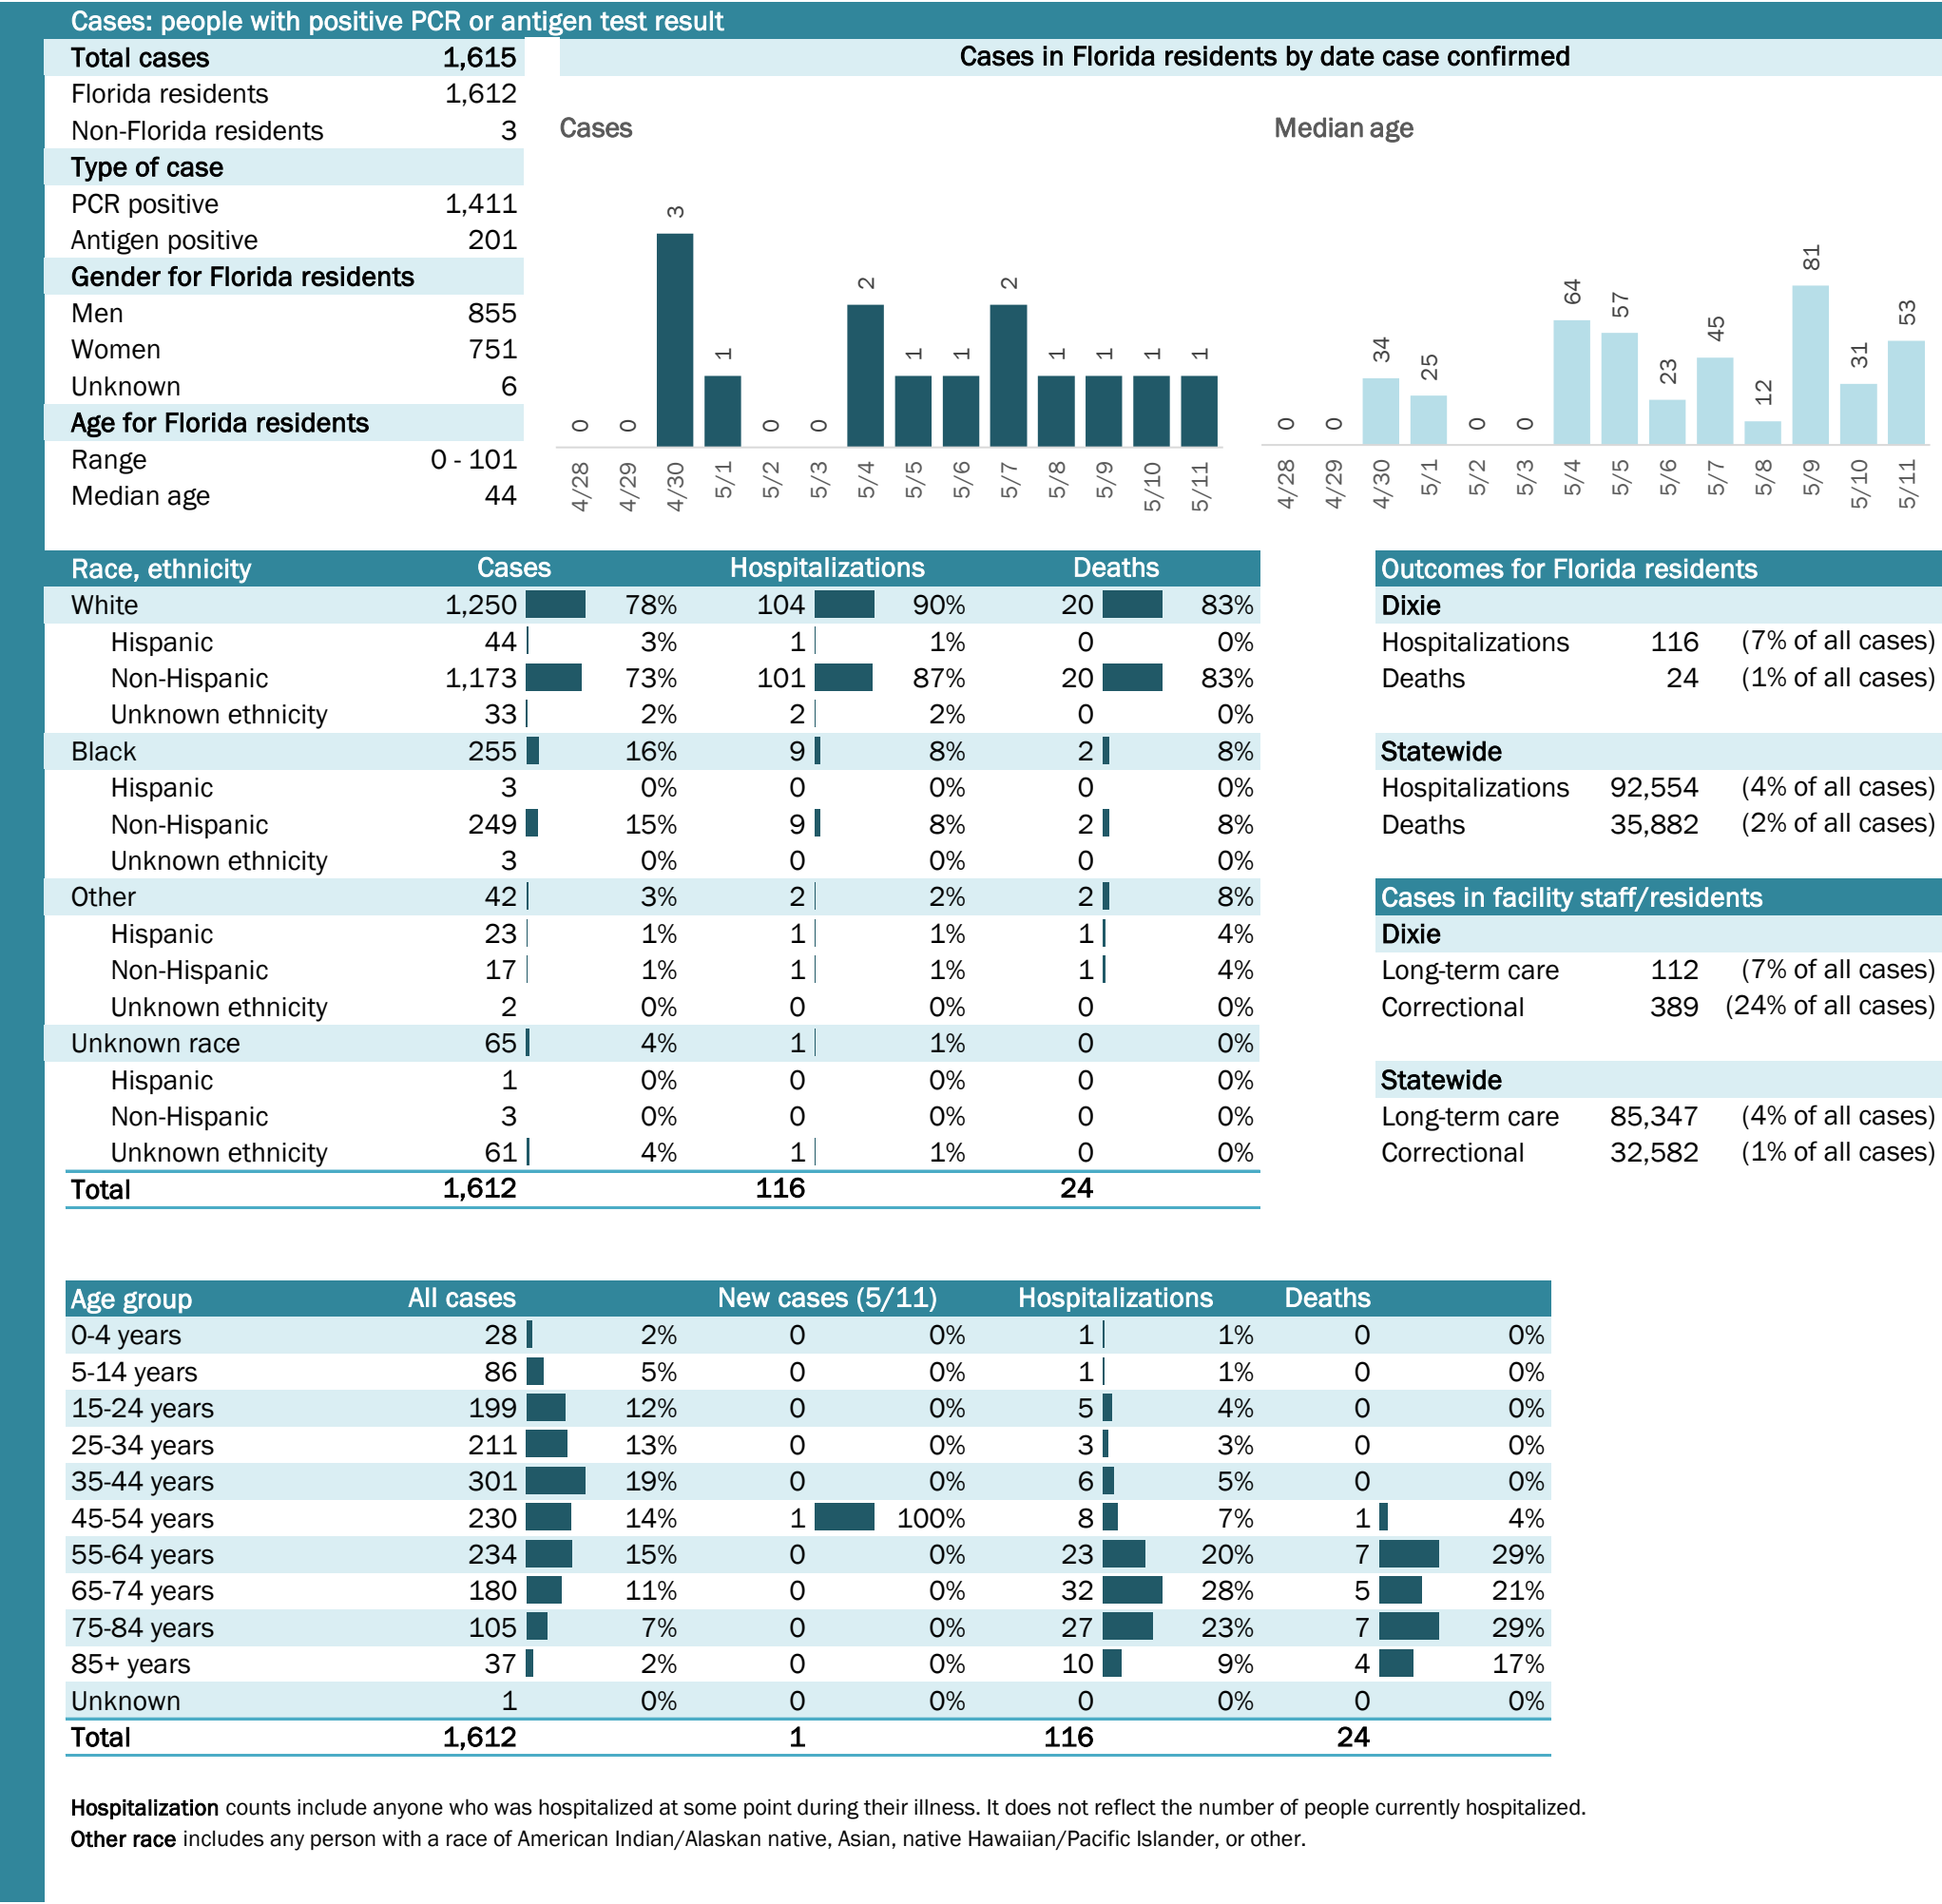 Cases: people with positive PCR or antigen test result
Total cases 1,615
Florida residents 1,612
Non-Florida residents 3
Type of case
PCR positive 1,411
Antigen positive 201
Gender for Florida residents
Men 855
Women 751
Unknown 6
Age for Florida residents
Range 0 - 101
Median age 44
Cases in Florida residents by date case confirmed
Cases
0 0 3 1 0 0 2 1 1 2 1 1 1 1
4/28 4/29 4/30 5/1 5/2 5/3 5/4 5/5 5/6 5/7 5/8 5/9 5/10 5/11
Median age
0 0 34 25 0 0 64 57 23 45 12 81 31 53
4/28 4/29 4/30 5/1 5/2 5/3 5/4 5/5 5/6 5/7 5/8 5/9 5/10 5/11
Race, ethnicity Cases Hospitalizations Deaths
White 1,250 78% 104 90% 20 83%
Hispanic 44 3% 1 1% 0 0%
Non-Hispanic 1,173 73% 101 87% 20 83%
Unknown ethnicity 33 2% 2 2% 0 0%
Black 255 16% 9 8% 2 8%
Hispanic 3 0% 0 0% 0 0%
Non-Hispanic 249 15% 9 8% 2 8%
Unknown ethnicity 3 0% 0 0% 0 0%
Other 42 3% 2 2% 2 8%
Hispanic 23 1% 1 1% 1 4%
Non-Hispanic 17 1% 1 1% 1 4%
Unknown ethnicity 2 0% 0 0% 0 0%
Unknown race 65 4% 1 1% 0 0%
Hispanic 1 0% 0 0% 0 0%
Non-Hispanic 3 0% 0 0% 0 0%
Unknown ethnicity 61 4% 1 1% 0 0%
Total 1,612 116 24
Outcomes for Florida residents
Dixie
Hospitalizations 116 (7% of all cases)
Deaths 24 (1% of all cases)
Statewide
Hospitalizations 92,554 (4% of all cases)
Deaths 35,882 (2% of all cases)
Cases in facility staff/residents
Dixie
Long-term care 112 (7% of all cases)
Correctional 389 (24% of all cases)
Statewide
Long-term care 85,347 (4% of all cases)
Correctional 32,582 (1% of all cases)
Age group All cases New cases (5/11) Hospitalizations Deaths
0-4 years 28 2% 0 0% 1 1% 0 0%
5-14 years 86 5% 0 0% 1 1% 0 0%
15-24 years 199 12% 0 0% 5 4% 0 0%
25-34 years 211 13% 0 0% 3 3% 0 0%
35-44 years 301 19% 0 0% 6 5% 0 0%
45-54 years 230 14% 1 100% 8 7% 1 4%
55-64 years 234 15% 0 0% 23 20% 7 29%
65-74 years 180 11% 0 0% 32 28% 5 21%
75-84 years 105 7% 0 0% 27 23% 7 29%
85+ years 37 2% 0 0% 10 9% 4 17%
Unknown 1 0% 0 0% 0 0% 0 0%
Total 1,612 1 116 24
Hospitalization counts include anyone who was hospitalized at some point during their illness. It does not reflect the number of people currently hospitalized.
Other race includes any person with a race of American Indian/Alaskan native, Asian, native Hawaiian/Pacific Islander, or other.